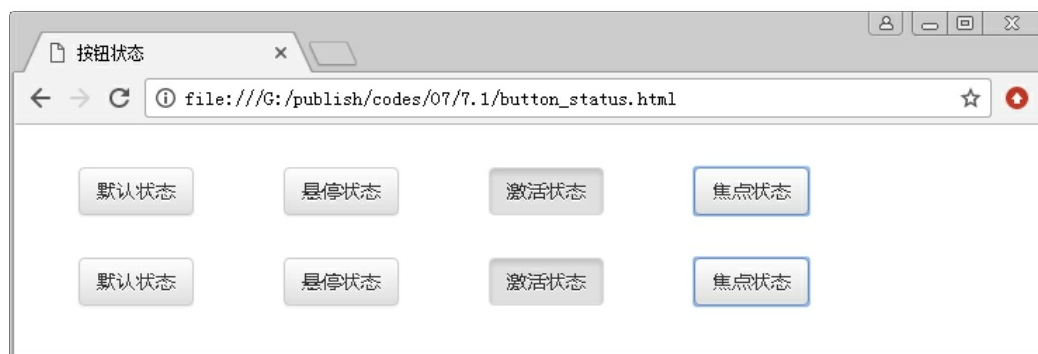 按钮状态
file:///G:/publish/codes/07/7.1/button_status.html
默认状态 悬停状态 激活状态 焦点状态
默认状态 悬停状态 激活状态 焦点状态